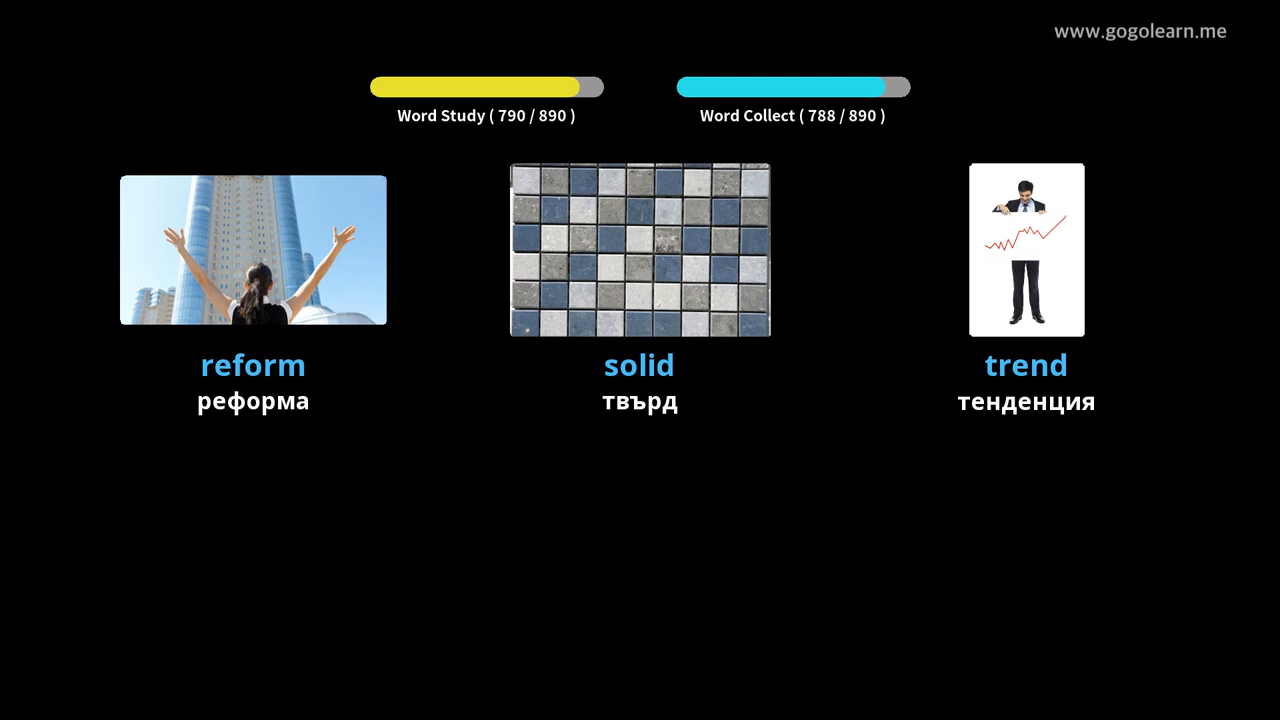 www.gogolearn.me
Word Study ( 790 / 890 )
Word Collect ( 788 / 890 )
reform
solid
trend
реформа
твърд
тенденция